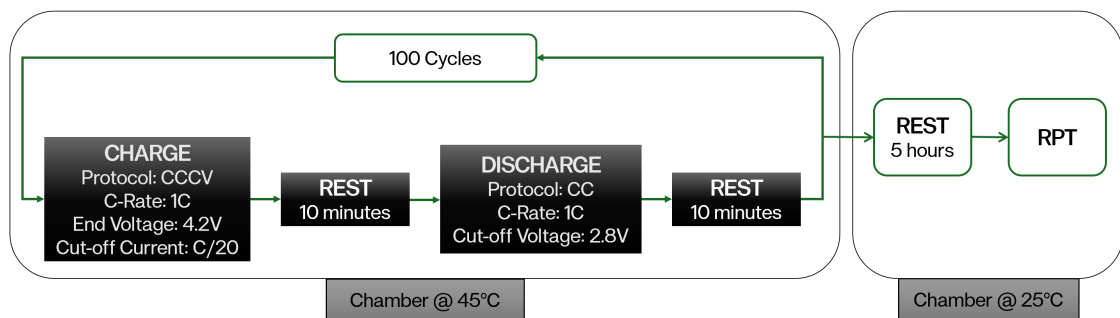 100 Cycles
CHARGE
Protocol: CCCV
C-Rate: 1C
End Voltage: 4.2V
Cut-off Current: C/20
REST
10 minutes
DISCHARGE
Protocol: CC
C-Rate: 1C
Cut-off Voltage: 2.8V
REST
10 minutes
REST
5 hours
RPT
Chamber @ 45°C
Chamber @ 25°C